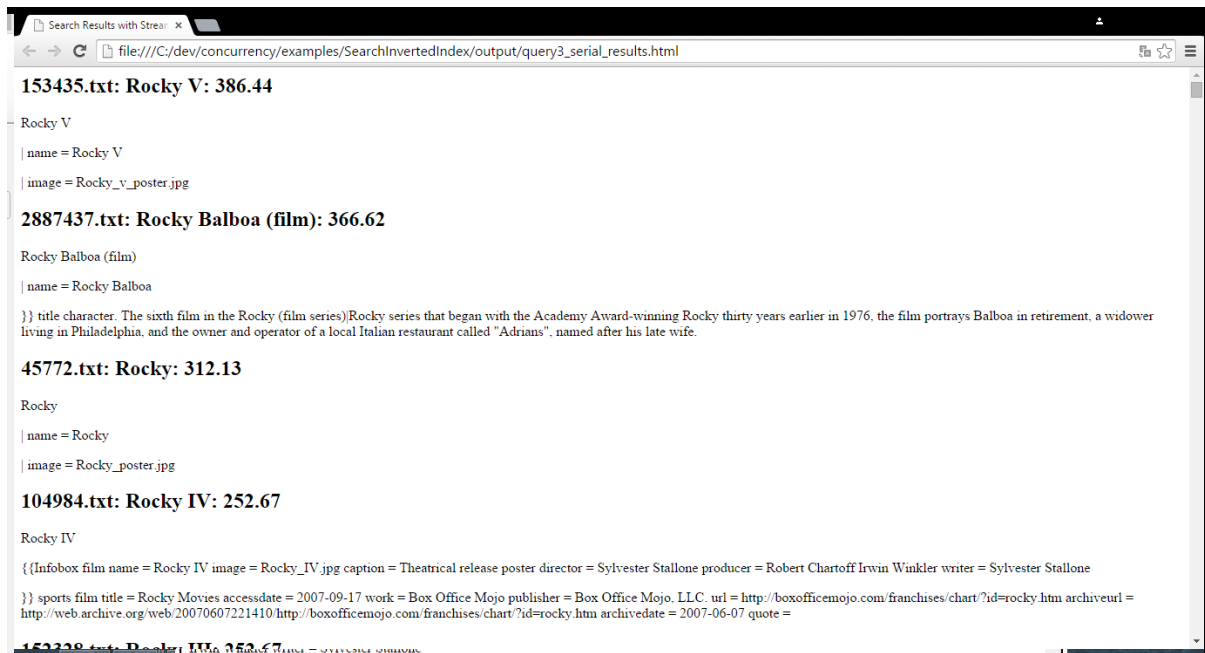 Search Results with Strear
file:///C:/dev/concurrency/examples/SearchInvertedIndex/output/query3_serial_results.html
153435.txt: Rocky V: 386.44
Rocky V
| name = Rocky V
| image = Rocky_v_poster.jpg
2887437.txt: Rocky Balboa (film): 366.62
Rocky Balboa (film)
| name = Rocky Balboa
}} title character. The sixth film in the Rocky (film series)|Rocky series that began with the Academy Award-winning Rocky thirty years earlier in 1976, the film portrays Balboa in retirement, a widower
living in Philadelphia, and the owner and operator of a local Italian restaurant called "Adrians", named after his late wife.
45772.txt: Rocky: 312.13
Rocky
| name = Rocky
| image = Rocky_poster.jpg
104984.txt: Rocky IV: 252.67
Rocky IV
{{Infobox film name = Rocky IV image = Rocky_IV.jpg caption = Theatrical release poster director = Sylvester Stallone producer = Robert Chartoff Irwin Winkler writer = Sylvester Stallone
}} sports film title = Rocky Movies accessdate = 2007-09-17 work = Box Office Mojo publisher = Box Office Mojo, LLC. url = http://boxofficemojo.com/franchises/chart/?id=rocky.htm archiveurl =
http://web.archive.org/web/20070607221410/http://boxofficemojo.com/franchises/chart/?id=rocky.htm archivedate = 2007-06-07 quote =
152328.txt: Rocky III: 252.67